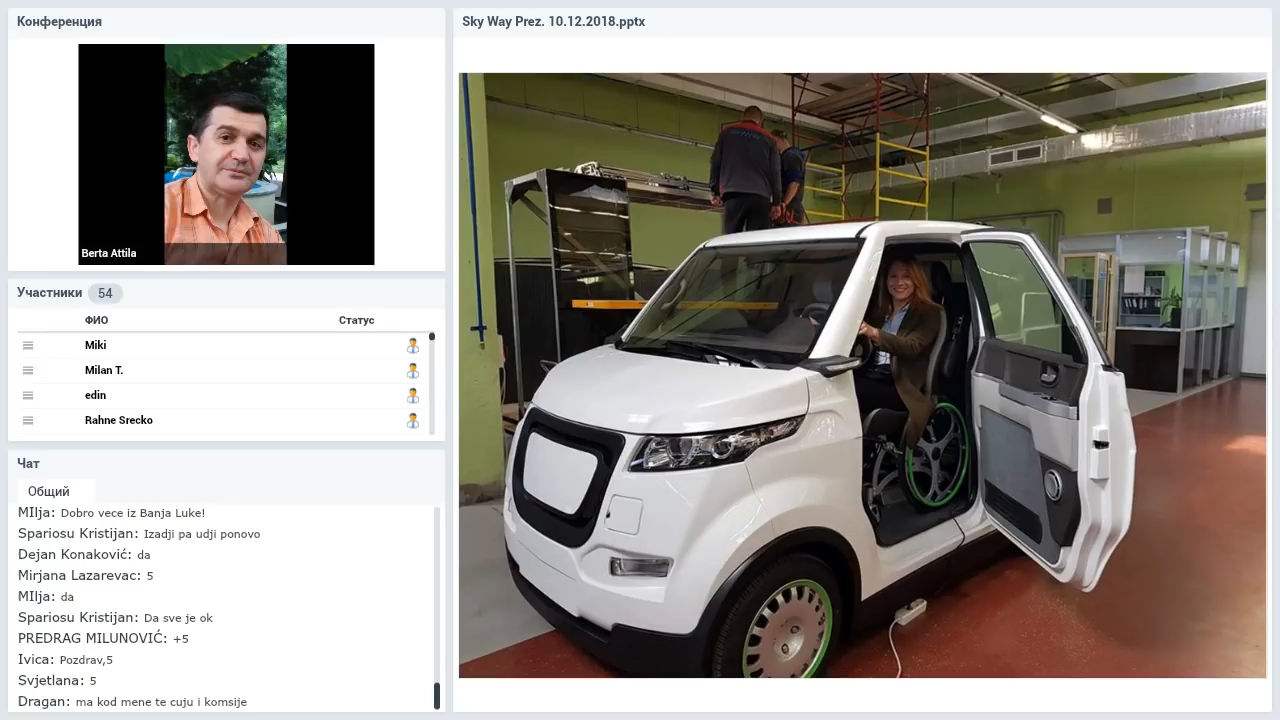 Конференция
Berta Attila
Участники 54
ФИО Статус
Miki
Milan T.
edin
Rahne Srecko
Чат
Общий
MIlja: Dobro vece iz Banja Luke!
Spariosu Kristijan: Izadji pa udji ponovo
Dejan Konaković: da
Mirjana Lazarevac: 5
MIlja: da
Spariosu Kristijan: Da sve je ok
PREDRAG MILUNOVIĆ: +5
Ivica: Pozdrav,5
Svjetlana: 5
Dragan: ma kod mene te cuju i komsije
Sky Way Prez. 10.12.2018.pptx